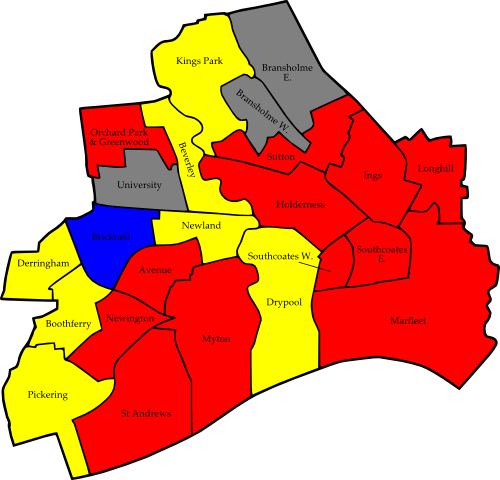 Kings Park
Bransholme
E.
Bransholme W.
Orchard Park
& Greenwood
Beverley
Sutton
Longhill
Ings
University
Holderness
Bricknell
Newland
Southcoates W.
Southcoates
E.
Derringham
Avenue
Drypool
Boothferry
Newington
Marfleet
Myton
Pickering
St Andrews